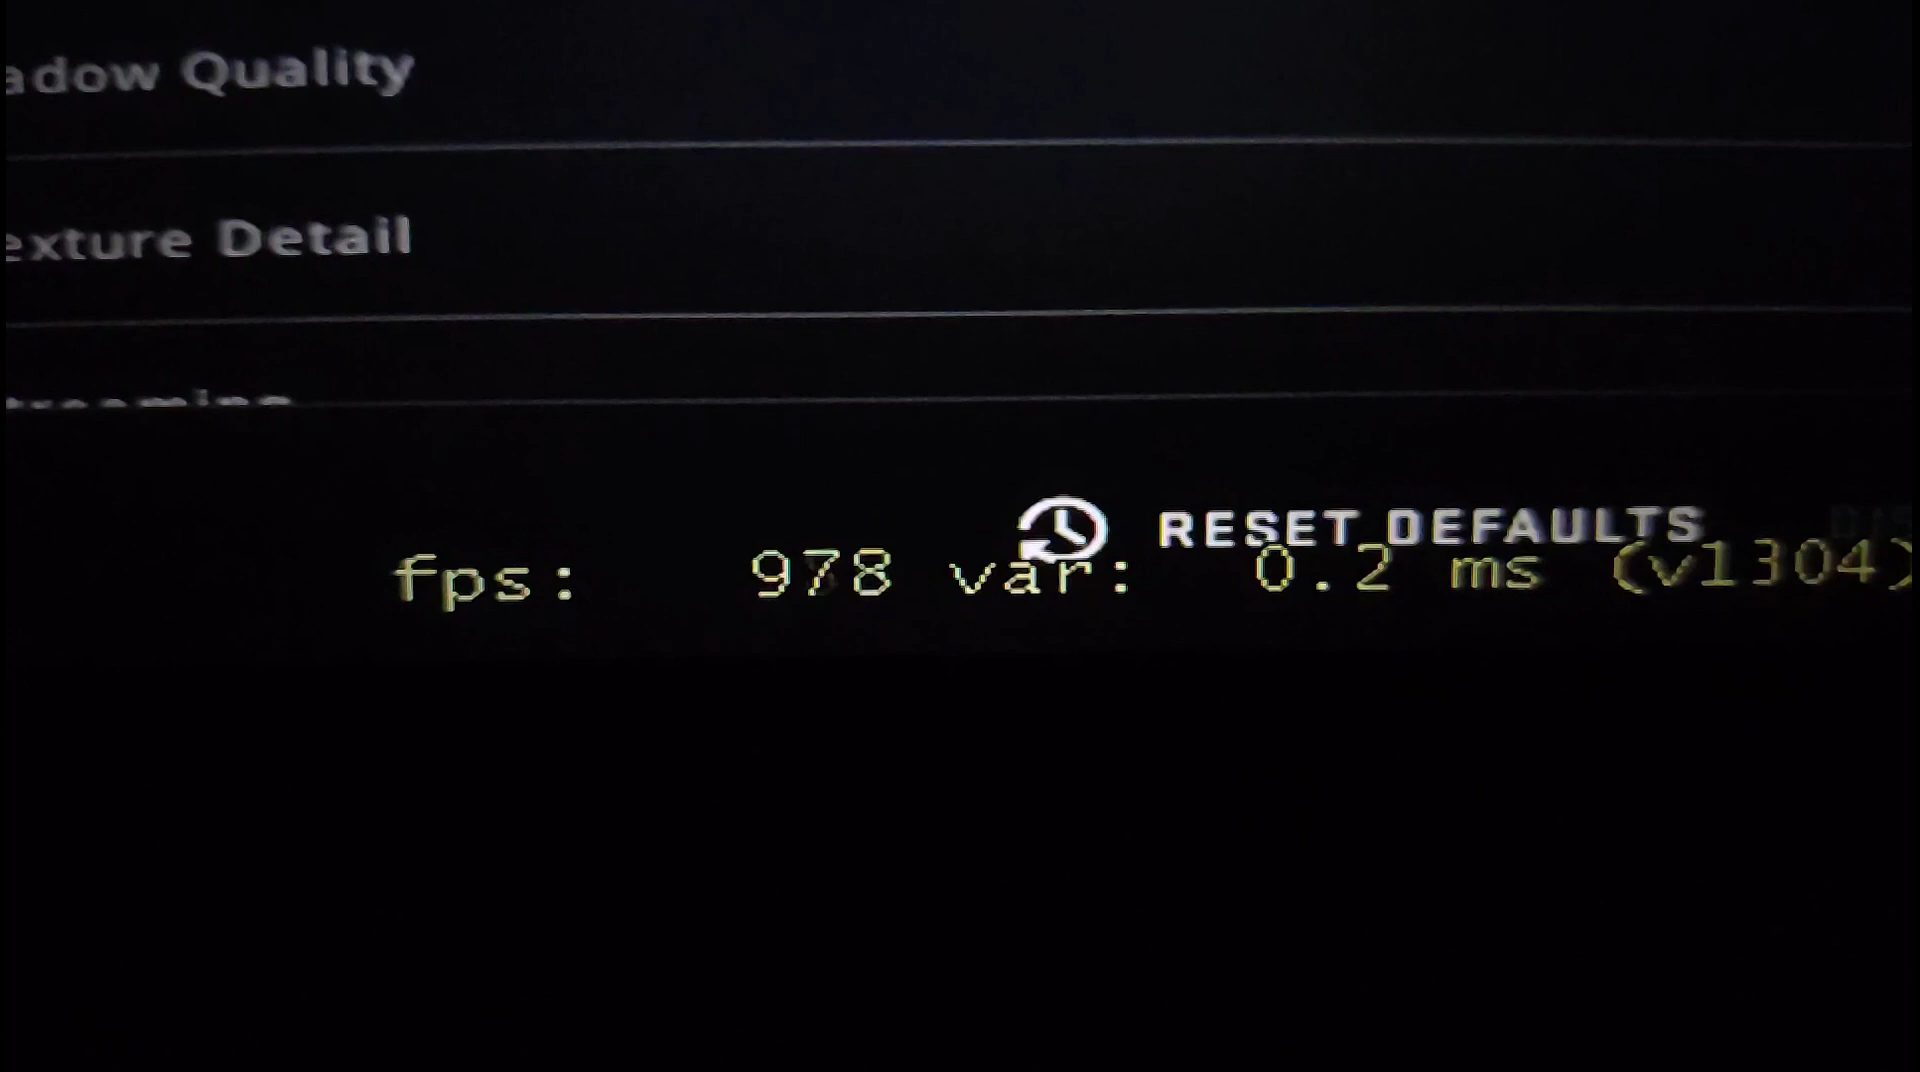 adow Quality
exture Detail
RESET DEFAULTS
fps: 978 var: 0.2 ms (v1304)